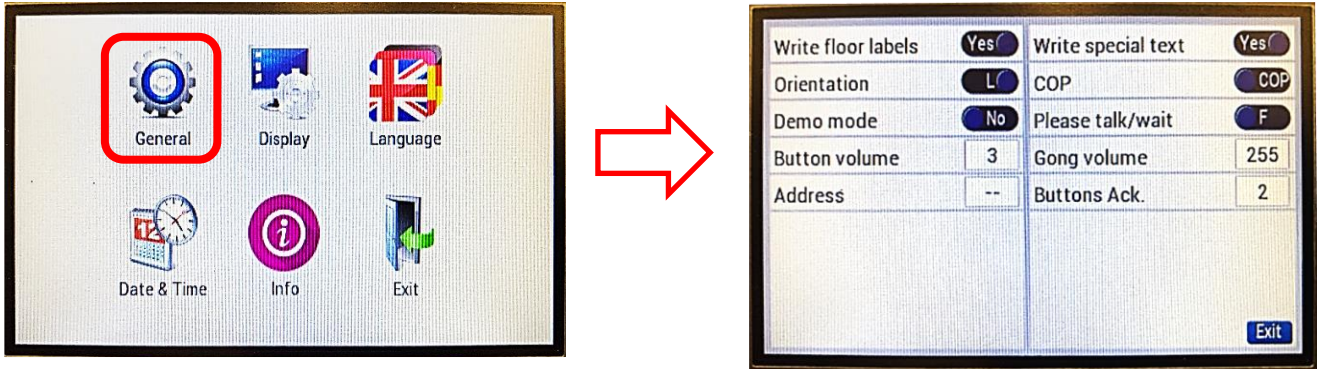 General Display Language
12
Date & Time Info Exit
Write floor labels Yes Write special text Yes
Orientation L COP COP
Demo mode No Please talk/wait F
Button volume 3 Gong volume 255
Address -- Buttons Ack. 2
Exit